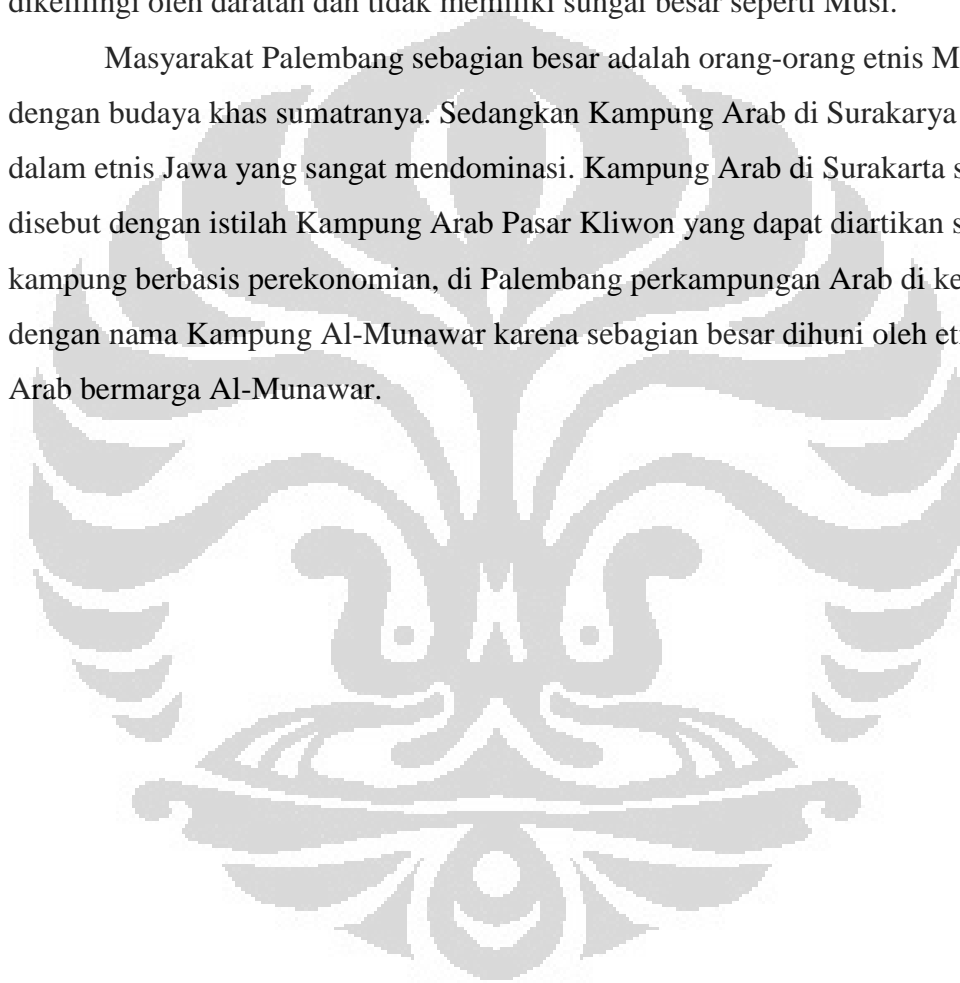 dikelilingi oleh daratan dan tidak memiliki sungai besar seperti Musi.
Masyarakat Palembang sebagian besar adalah orang-orang etnis M
dengan budaya khas sumatranya. Sedangkan Kampung Arab di Surakarya
dalam etnis Jawa yang sangat mendominasi. Kampung Arab di Surakarta s
disebut dengan istilah Kampung Arab Pasar Kliwon yang dapat diartikan s
kampung berbasis perekonomian, di Palembang perkampungan Arab di ke
dengan nama Kampung Al-Munawar karena sebagian besar dihuni oleh et
Arab bermarga Al-Munawar.